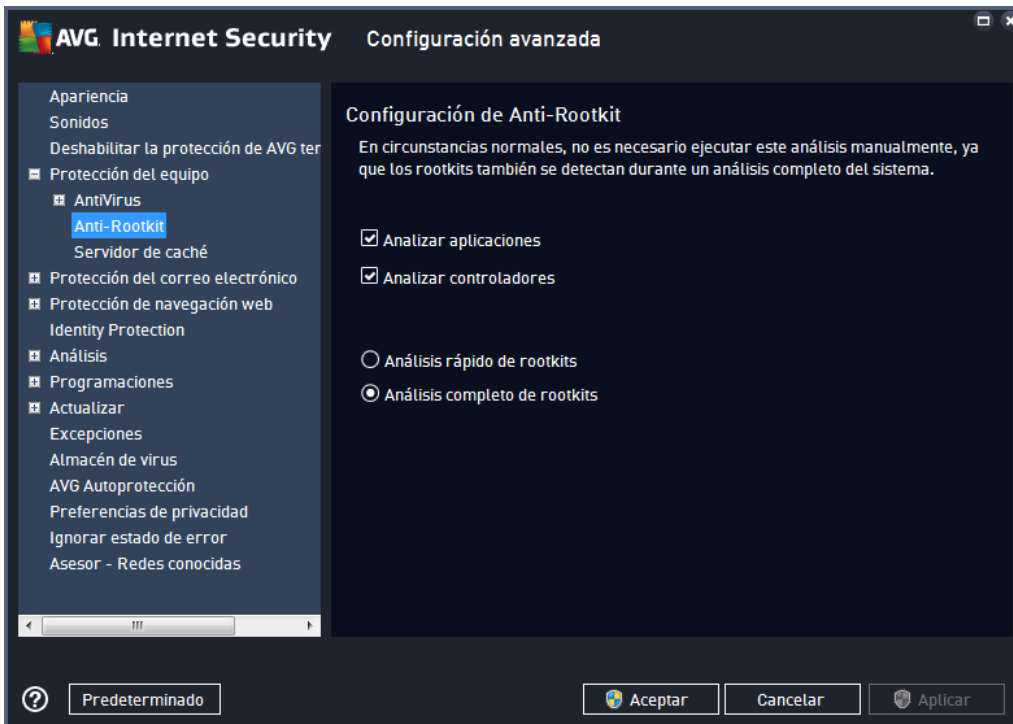 AVG. Internet Security Configuración avanzada
Apariencia
Sonidos
Deshabilitar la protección de AVG ter
Protección del equipo
AntiVirus
Anti-Rootkit
Servidor de caché
Protección del correo electrónico
Protección de navegación web
Identity Protection
Análisis
Programaciones
Actualizar
Excepciones
Almacén de virus
AVG Autoprotección
Preferencias de privacidad
Ignorar estado de error
Asesor - Redes conocidas
Configuración de Anti-Rootkit
En circunstancias normales, no es necesario ejecutar este análisis manualmente, ya
que los rootkits también se detectan durante un análisis completo del sistema.
Analizar aplicaciones
Analizar controladores
Análisis rápido de rootkits
Análisis completo de rootkits
Predeterminado
Aceptar
Cancelar
Aplicar